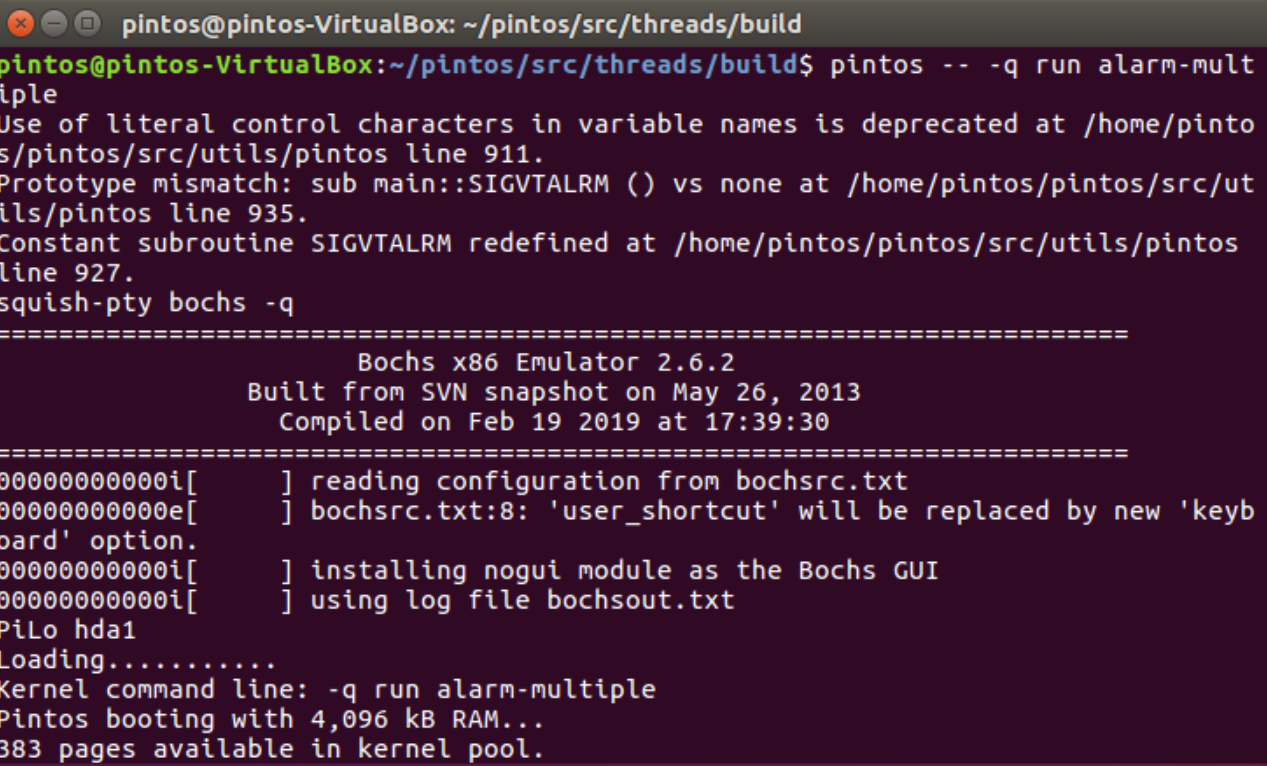 pintos@pintos-VirtualBox: ~/pintos/src/threads/build
pintos@pintos-VirtualBox:~/pintos/src/threads/build$ pintos -- -q run alarm-mult
iple
Use of literal control characters in variable names is deprecated at /home/pinto
s/pintos/src/utils/pintos line 911.
Prototype mismatch: sub main::SIGVTALRM () vs none at /home/pintos/pintos/src/ut
ils/pintos line 935.
Constant subroutine SIGVTALRM redefined at /home/pintos/pintos/src/utils/pintos
line 927.
squish-pty bochs -q
========================================================================
Bochs x86 Emulator 2.6.2
Built from SVN snapshot on May 26, 2013
Compiled on Feb 19 2019 at 17:39:30
========================================================================
00000000000i[      ] reading configuration from bochsrc.txt
00000000000e[      ] bochsrc.txt:8: 'user_shortcut' will be replaced by new 'keyb
oard' option.
00000000000i[      ] installing nogui module as the Bochs GUI
00000000000i[      ] using log file bochsout.txt
PiLo hda1
Loading...........
Kernel command line: -q run alarm-multiple
Pintos booting with 4,096 kB RAM...
383 pages available in kernel pool.